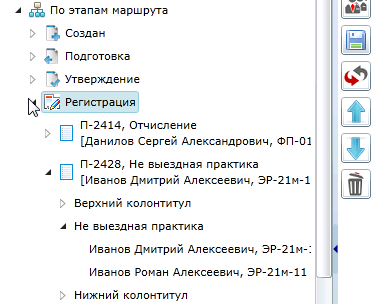 По этапам маршрута
Создан
Подготовка
Утверждение
Регистрация
П-2414, Отчисление
[Данилов Сергей Александрович, ФП-01
П-2428, Не выездная практика
[Иванов Дмитрий Алексеевич, ЭР-21м-1
Верхний колонтитул
Не выездная практика
Иванов Дмитрий Алексеевич, ЭР-21м-1
Иванов Роман Алексеевич, ЭР-21м-11
Нижний колонтитул